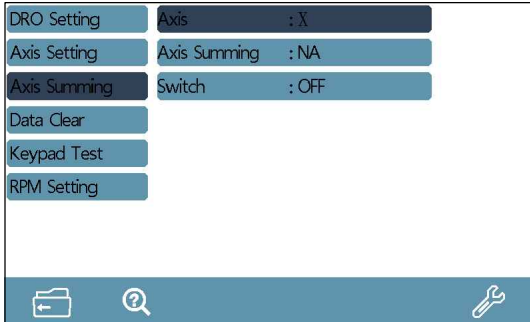 DRO Setting
Axis : X
Axis Setting
Axis Summing : NA
Axis Summing
Switch : OFF
Data Clear
Keypad Test
RPM Setting